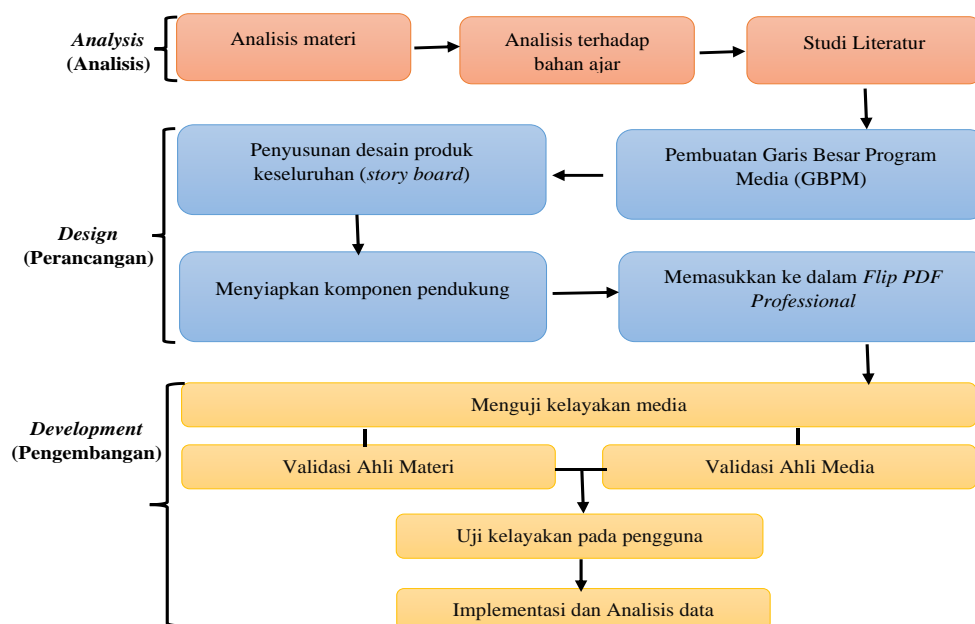 Analysis
(Analisis)
Analisis materi
Analisis terhadap
bahan ajar
Studi Literatur
Design
(Perancangan)
Penyusunan desain produk
keseluruhan (story board)
Pembuatan Garis Besar Program
Media (GBPM)
Menyiapkan komponen pendukung
Memasukkan ke dalam Flip PDF
Professional
Development
(Pengembangan)
Menguji kelayakan media
Validasi Ahli Materi
Validasi Ahli Media
Uji kelayakan pada pengguna
Implementasi dan Analisis data